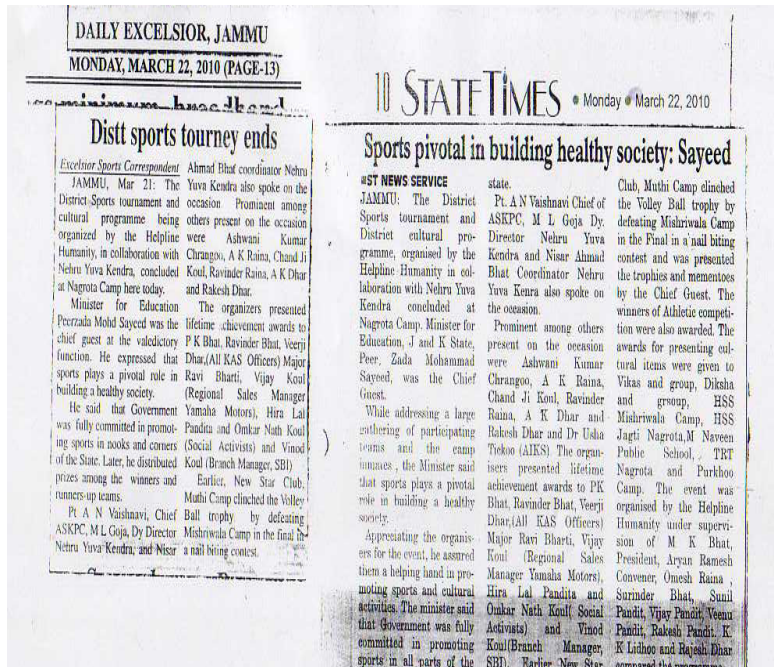 DAILY EXCELSIOR, JAMMU
MONDAY, MARCH 22, 2010 (PAGE-13)
minimum broadband
Distt sports tourney ends
Excelsior Sports Correspondent
JAMMU, Mar 21: The
District Sports tournament and
cultural programme being
organized by the Helpline
Humanity, in collaboration with
Nehru Yuva Kendra, concluded
at Nagrota Camp here today.
Minister for Education
Peerzada Mohd Sayeed was the
chief guest at the valedictory
function. He expressed that
sports plays a pivotal role in
building a healthy society.
He said that Government
was fully committed in promot-
ing sports in nooks and corners
of the State. Later, he distributed
prizes among the winners and
runners-up teams.
Pt A N Vaishnavi, Chief
ASKPC, M L Goja, Dy Director
Nehru Yuva Kendra, and Nisar
Ahmad Bhat coordinator Nehru
Yuva Kendra also spoke on the
occasion Prominent among
others present on the occasion
were Ashwani Kumar
Chrangoo, A K Raina, Chand Ji
Koul, Ravinder Raina, A K Dhar
and Rakesh Dhar.
The organizers presented
lifetime achievement awards to
P K Bhat, Ravinder Bhat, Veerji
Dhar,(All KAS Officers) Major
Ravi Bharti, Vijay Koul
(Regional Sales Manager
Yamaha Motors), Hira Lal
Pandita and Omkar Nath Koul
(Social Activists) and Vinod
Koul (Branch Manager, SBI)
Earlier, New Star Club,
Muthi Camp clinched the Volley
Ball trophy by defeating
Mishriwala Camp in the final in
a nail biting contest.
10 STATE TIMES • Monday • March 22, 2010
Sports pivotal in building healthy society: Sayeed
■ST NEWS SERVICE
JAMMU: The District
Sports tournament and
District cultural pro-
gramme, organised by the
Helpline Humanity in col-
laboration with Nehru Yuva
Kendra concluded at
Nagrota Camp. Minister for
Education, J and K State,
Peer, Zada Mohammad
Sayeed, was the Chief
Guest.
While addressing a large
gathering of participating
teams and the camp
inmates, the Minister said
that sports plays a pivotal
role in building a healthy
society.
Appreciating the organis-
ers for the event, he assured
them a helping hand in pro-
moting sports and cultural
activities. The minister said
that Government was fully
committed in promoting
sports in all parts of the
state.
Pt. A N Vaishnavi Chief of
ASKPC, M L Goja Dy.
Director Nehru Yuva
Kendra and Nisar Ahmad
Bhat Coordinator Nehru
Yuva Kenra also spoke on
the occasion.
Prominent among others
present on the occasion
were Ashwani Kumar
Chrangoo, A K Raina,
Chand Ji Koul, Ravinder
Raina, A K Dhar and
Rakesh Dhar and Dr Usha
Tickoo (AIKS). The organ-
isers presented lifetime
achievement awards to PK
Bhat, Ravinder Bhat, Veerji
Dhar,(All KAS Officers)
Major Ravi Bharti, Vijay
Koul (Regional Sales
Manager Yamaha Motors),
Hira Lal Pandita and
Omkar Nath Koul( Social
Activists) and Vinod
Koul(Branch Manager,
SBI). Earlier New Star
Club, Muthi Camp clinched
the Volley Ball trophy by
defeating Mishriwala Camp
in the Final in a nail biting
contest and was presented
the trophies and mementoes
by the Chief Guest. The
winners of Athletic competi-
tion were also awarded. The
awards for presenting cul-
tural items were given to
Vikas and group, Diksha
and grsoup, HSS
Mishriwala Camp, HSS
Jagti Nagrota,M Naveen
Public School, TRT
Nagrota and Purkhoo
Camp. The event was
organised by the Helpline
Humanity under supervi-
sion of M K Bhat,
President, Aryan Ramesh
Convener, Omesh Raina ,
Surinder Bhat, Sunil
Pandit, Vijay Pandit, Veenu
Pandit, Rakesh Pandit. K.
K Lidhoo and Rajesh Dhar